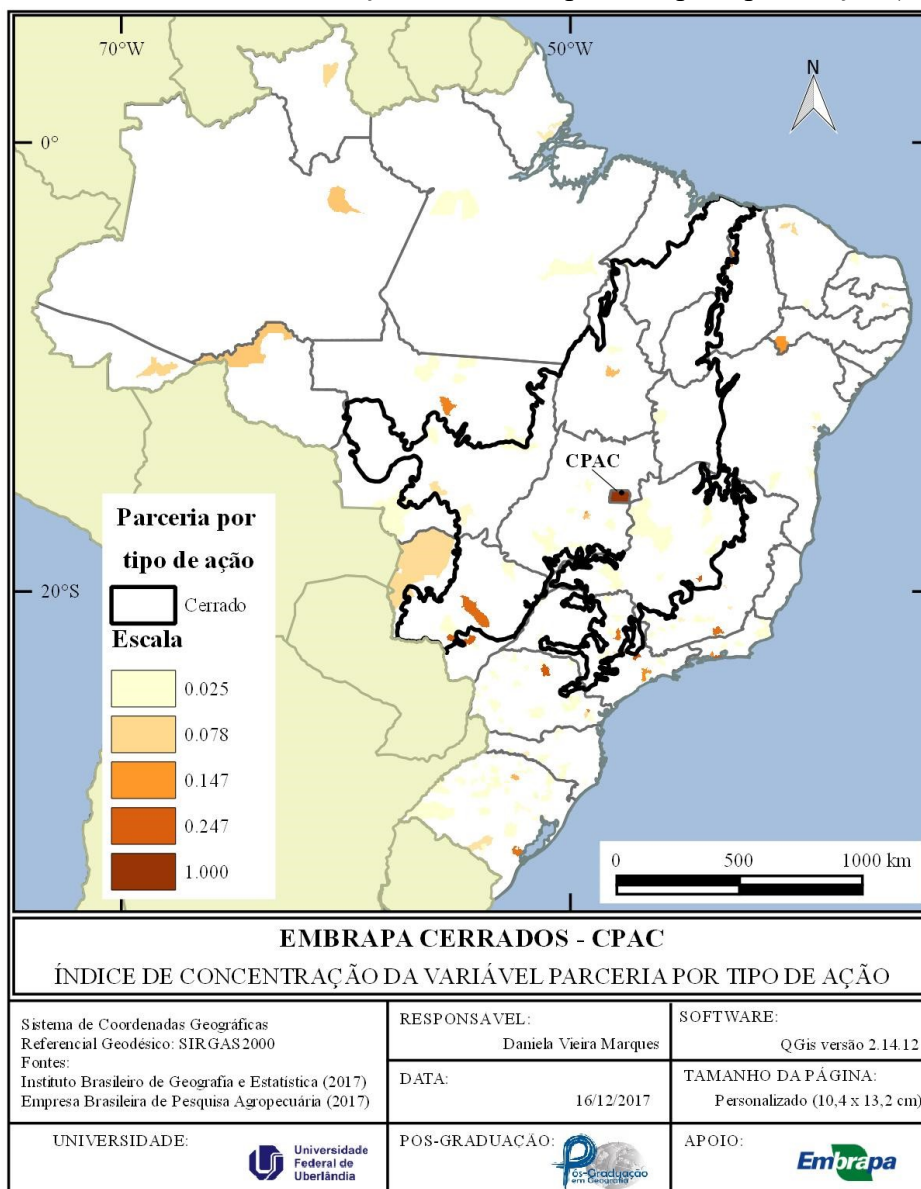 70°W
50°W
N
0°
CPAC
20°S
Parceria por
tipo de ação
Cerrado
Escala
0.025
0.078
0.147
0.247
1.000
0 500 1000 km
EMBRAPA CERRADOS - CPAC
ÍNDICE DE CONCENTRAÇÃO DA VARIÁVEL PARCERIA POR TIPO DE AÇÃO
Sistema de Coordenadas Geográficas
Referencial Geodésico: SIRGAS2000
Fontes:
Instituto Brasileiro de Geografia e Estatística (2017)
Empresa Brasileira de Pesquisa Agropecuária (2017)
RESPONSAVEL:
Daniela Vieira Marques
SOFTWARE:
QGis versão 2.14.12
DATA:
16/12/2017
TAMANHO DA PÁGINA:
Personalizado (10,4 x 13,2 cm)
UNIVERSIDADE:
Universidade
Federal de
Uberlândia
POS-GRADUAÇÃO:
Pós-Graduação
em Geografia
APOIO:
Embrapa